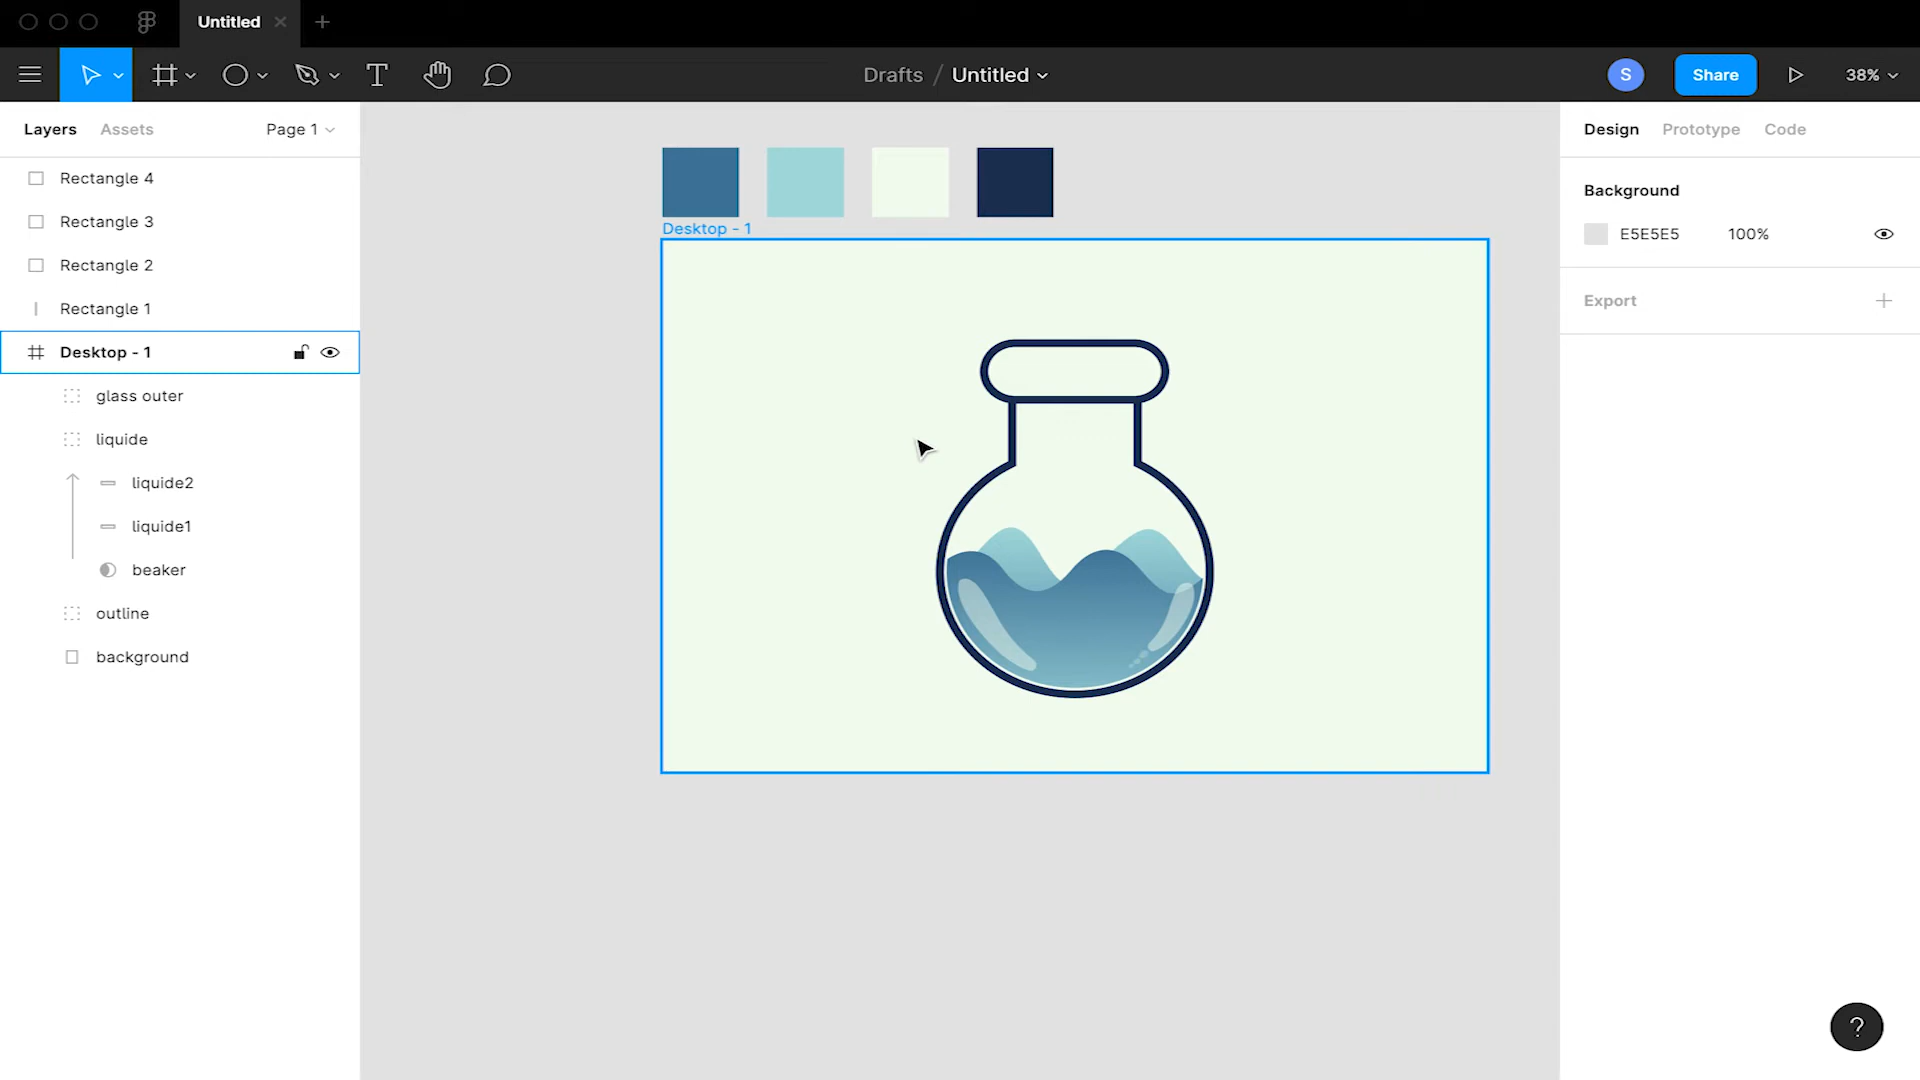 Untitled
Drafts / Untitled
S
Share
38%
Layers Assets Page 1
Rectangle 4
Rectangle 3
Rectangle 2
Rectangle 1
Desktop - 1
glass outer
liquide
liquide2
liquide1
beaker
outline
background
Desktop - 1
Design Prototype Code
Background
E5E5E5 100%
Export
?